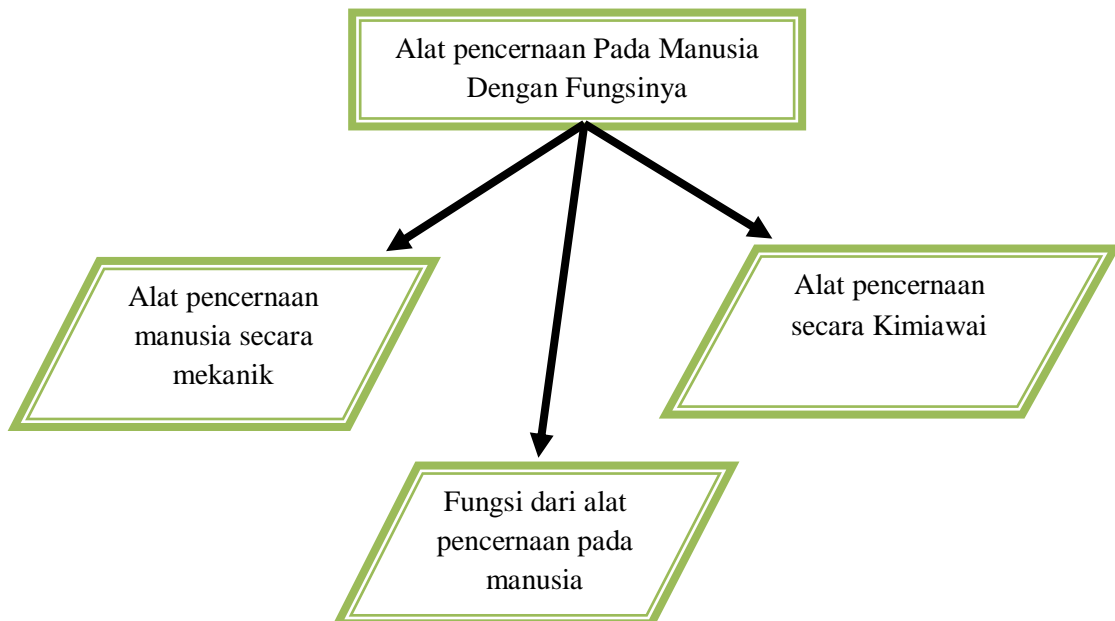 Alat pencernaan Pada Manusia
Dengan Fungsinya
Alat pencernaan
manusia secara
mekanik
Alat pencernaan
secara Kimiawai
Fungsi dari alat
pencernaan pada
manusia